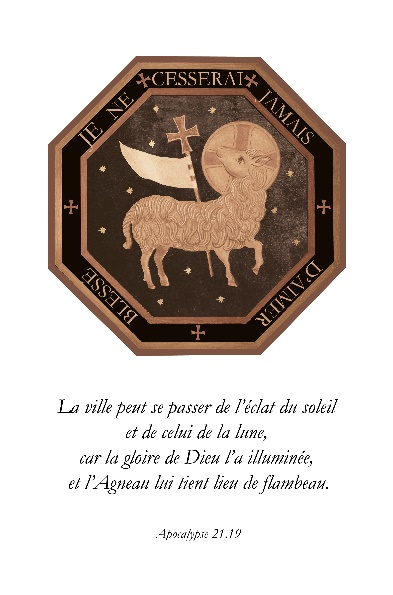 BLESSE JE NE ✠ CESSERAI ✠ JAMAIS D'AIMER
La ville peut se passer de l'éclat du soleil
et de celui de la lune,
car la gloire de Dieu l'a illuminée,
et l'Agneau lui tient lieu de flambeau.
Apocalypse 21.19